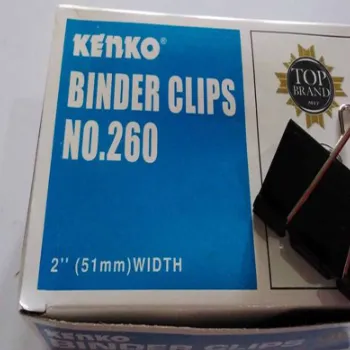 KENKO®
BINDER CLIPS
NO.260
2" (51mm) WIDTH
TOP
BRAND
KENKO
BINDER CLIPS